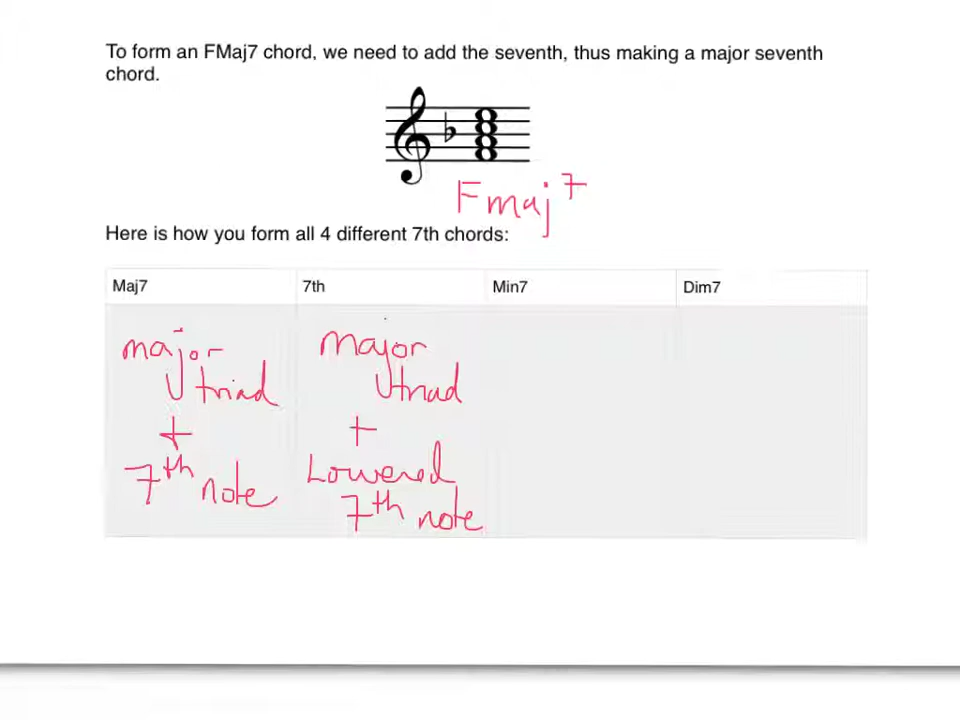 To form an FMaj7 chord, we need to add the seventh, thus making a major seventh
chord.
Fmaj7
Here is how you form all 4 different 7th chords:
Maj7
7th
Min7
Dim7
major
triad
+
7th note
major
triad
+
Lowered
7th note